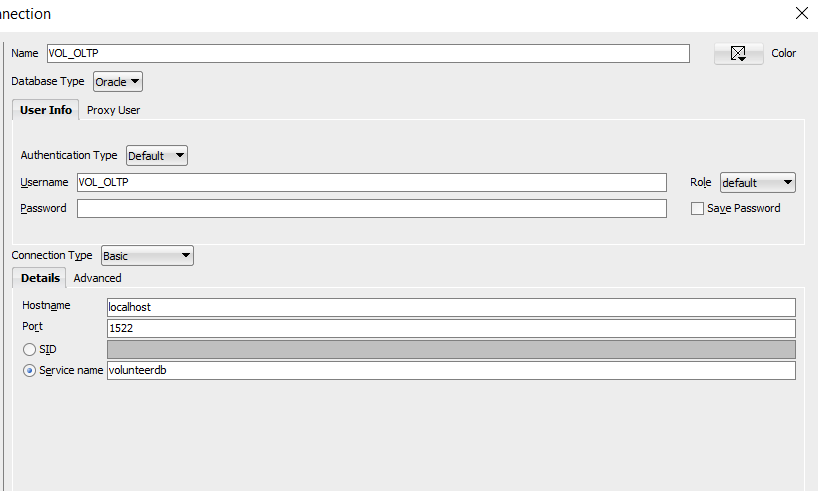 nnection
Name VOL_OLTP Color
Database Type Oracle
User Info Proxy User
Authentication Type Default
Username VOL_OLTP Role default
Password Save Password
Connection Type Basic
Details Advanced
Hostname localhost
Port 1522
SID
Service name volunteerdb